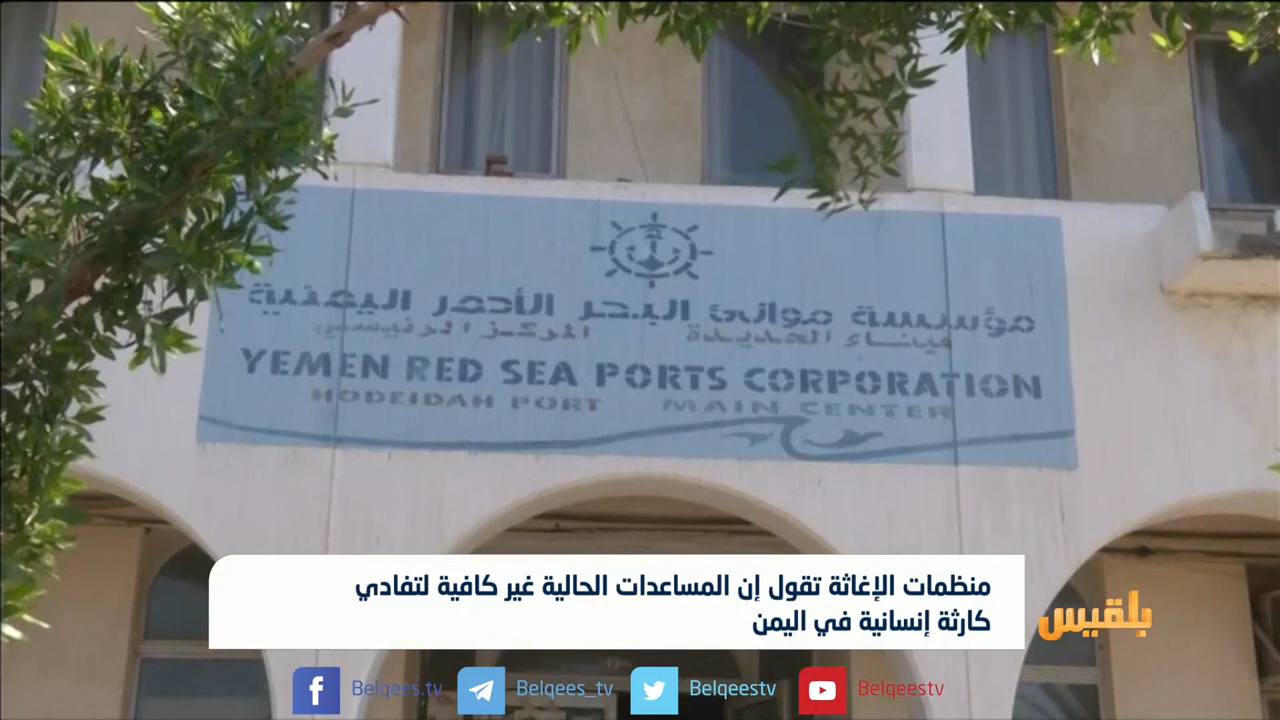 مؤسسة موانئ البحر الأحمر اليمنية
ميناء الحديدة المركز الرئيسي
YEMEN RED SEA PORTS CORPORATION
HODEIDAH PORT MAIN CENTER
منظمات الإغاثة تقول إن المساعدات الحالية غير كافية لتفادي
كارثة إنسانية في اليمن
بلقيس
Belqees.tv Belqees_tv Belqeestv Belqeestv